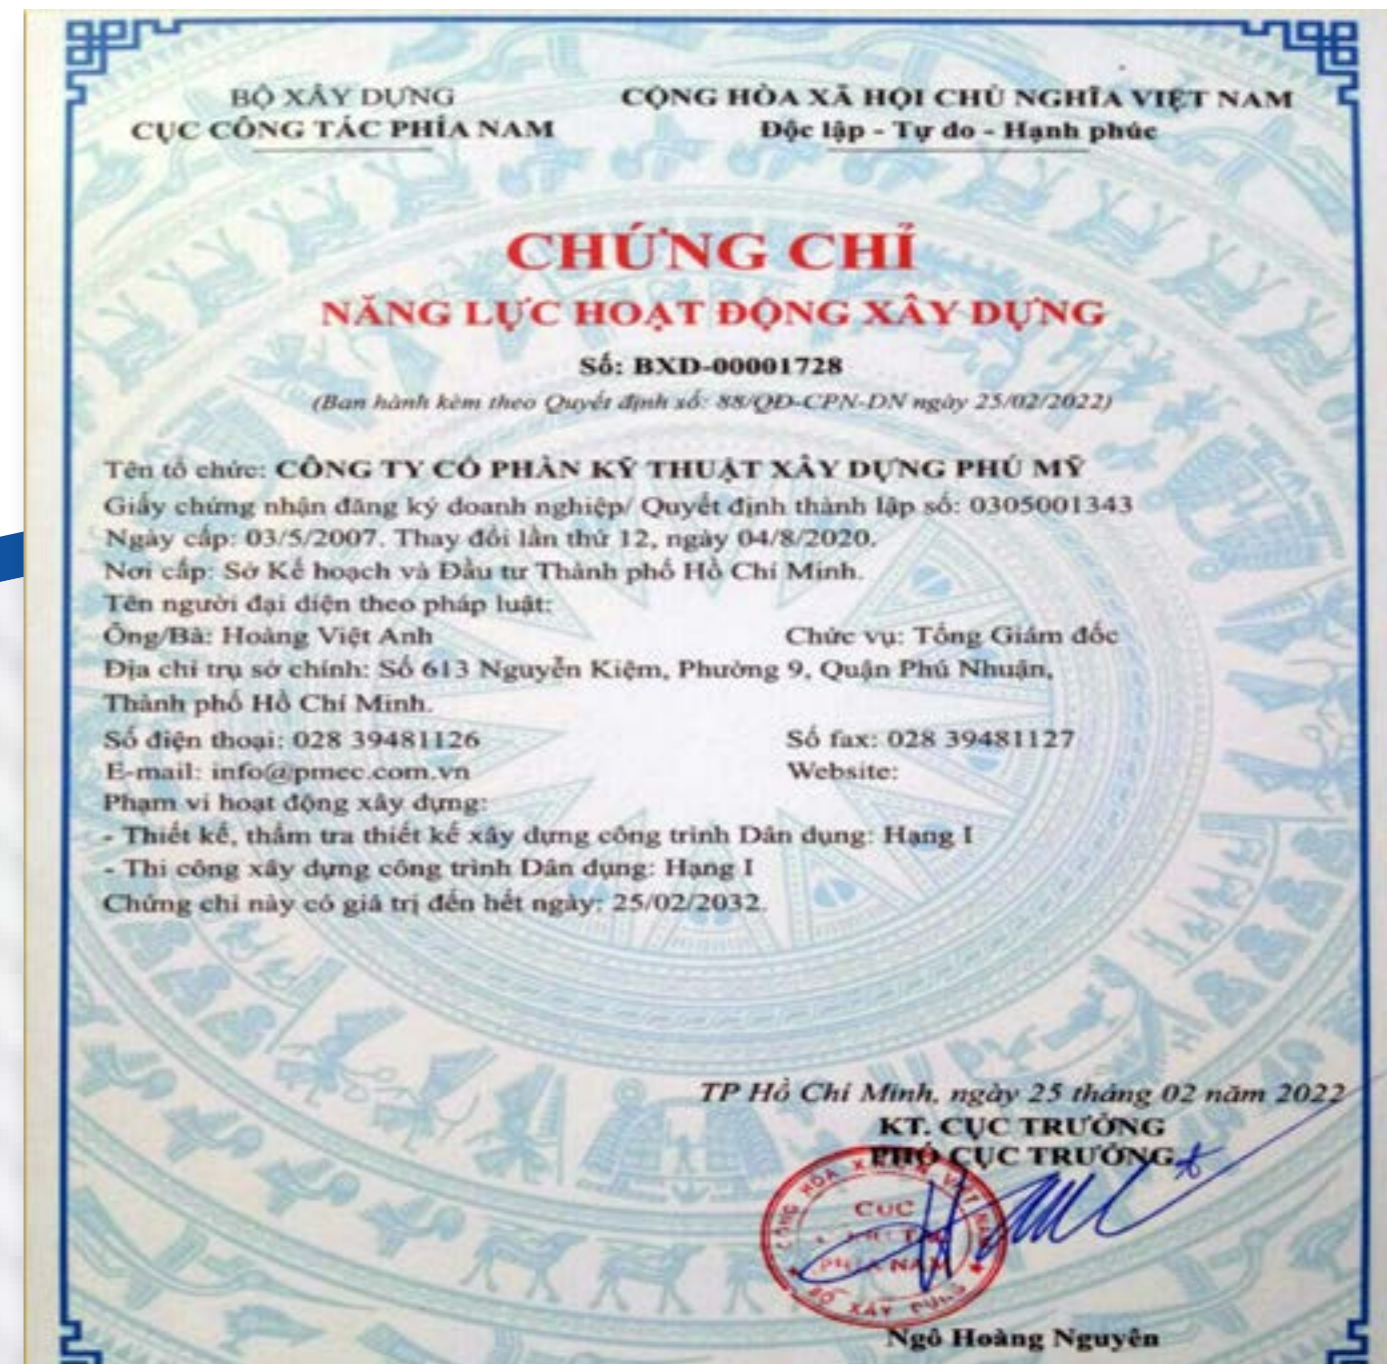 BỘ XÂY DỰNG
CỤC CÔNG TÁC PHÍA NAM
CỘNG HÒA XÃ HỘI CHỦ NGHĨA VIỆT NAM
Độc lập - Tự do - Hạnh phúc
CHỨNG CHỈ
NĂNG LỰC HOẠT ĐỘNG XÂY DỰNG
Số: BXD-00001728
(Ban hành kèm theo Quyết định số: 88/QĐ-CPN-DN ngày 25/02/2022)
Tên tổ chức: CÔNG TY CỔ PHẦN KỸ THUẬT XÂY DỰNG PHÚ MỸ
Giấy chứng nhận đăng ký doanh nghiệp/ Quyết định thành lập số: 0305001343
Ngày cấp: 03/5/2007. Thay đổi lần thứ 12, ngày 04/8/2020.
Nơi cấp: Sở Kế hoạch và Đầu tư Thành phố Hồ Chí Minh.
Tên người đại diện theo pháp luật:
Ông/Bà: Hoàng Việt Anh Chức vụ: Tổng Giám đốc
Địa chỉ trụ sở chính: Số 613 Nguyễn Kiệm, Phường 9, Quận Phú Nhuận,
Thành phố Hồ Chí Minh.
Số điện thoại: 028 39481126 Số fax: 028 39481127
E-mail: info@pmec.com.vn Website:
Phạm vi hoạt động xây dựng:
- Thiết kế, thẩm tra thiết kế xây dựng công trình Dân dụng: Hạng I
- Thi công xây dựng công trình Dân dụng: Hạng I
Chứng chỉ này có giá trị đến hết ngày: 25/02/2032.
TP Hồ Chí Minh, ngày 25 tháng 02 năm 2022
KT. CỤC TRƯỞNG
PHÓ CỤC TRƯỞNG
CỤC
PHÍA NAM
BỘ XÂY DỰNG
Ngô Hoàng Nguyên